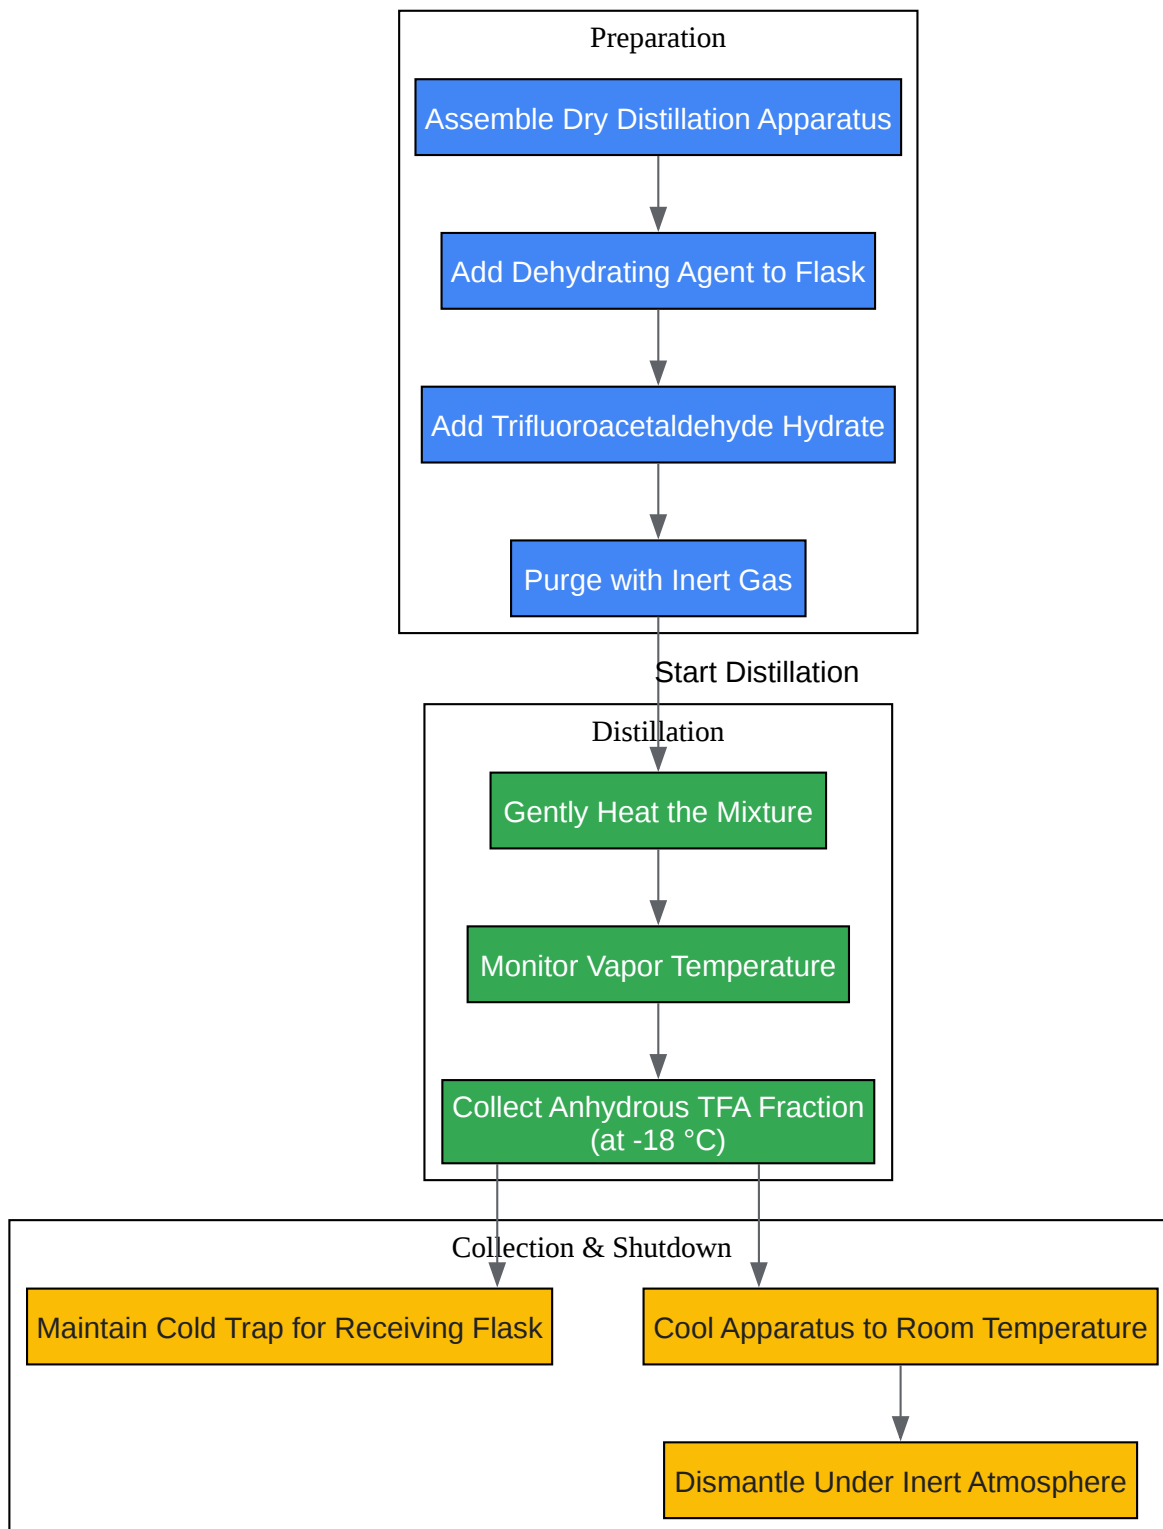 Preparation
Assemble Dry Distillation Apparatus
Add Dehydrating Agent to Flask
Add Trifluoroacetaldehyde Hydrate
Purge with Inert Gas
Start Distillation
Distillation
Gently Heat the Mixture
Monitor Vapor Temperature
Collect Anhydrous TFA Fraction
(at -18 °C)
Collection & Shutdown
Maintain Cold Trap for Receiving Flask
Cool Apparatus to Room Temperature
Dismantle Under Inert Atmosphere